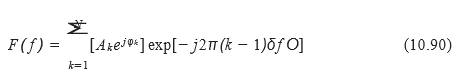 N
F(f) = ∑ [A_k e^{jφ_k}] exp[−j2π(k − 1)δf O] (10.90)
k=1